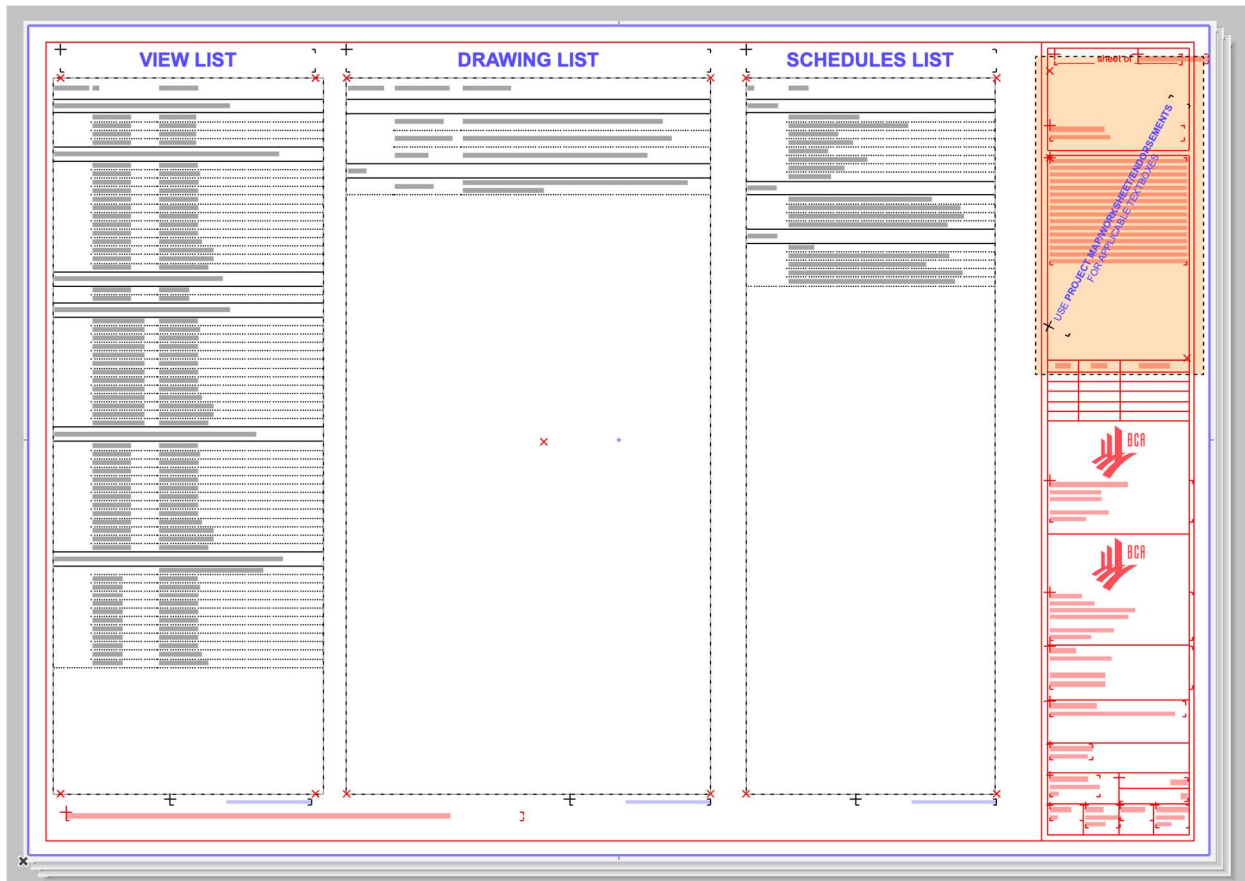 VIEW LIST
DRAWING LIST
SCHEDULES LIST
sheet of
USE PROJECT MAP/WORKSHEET/ENDORSEMENTS
FOR APPLICABLE TEXTBOXES
BCA
BCA